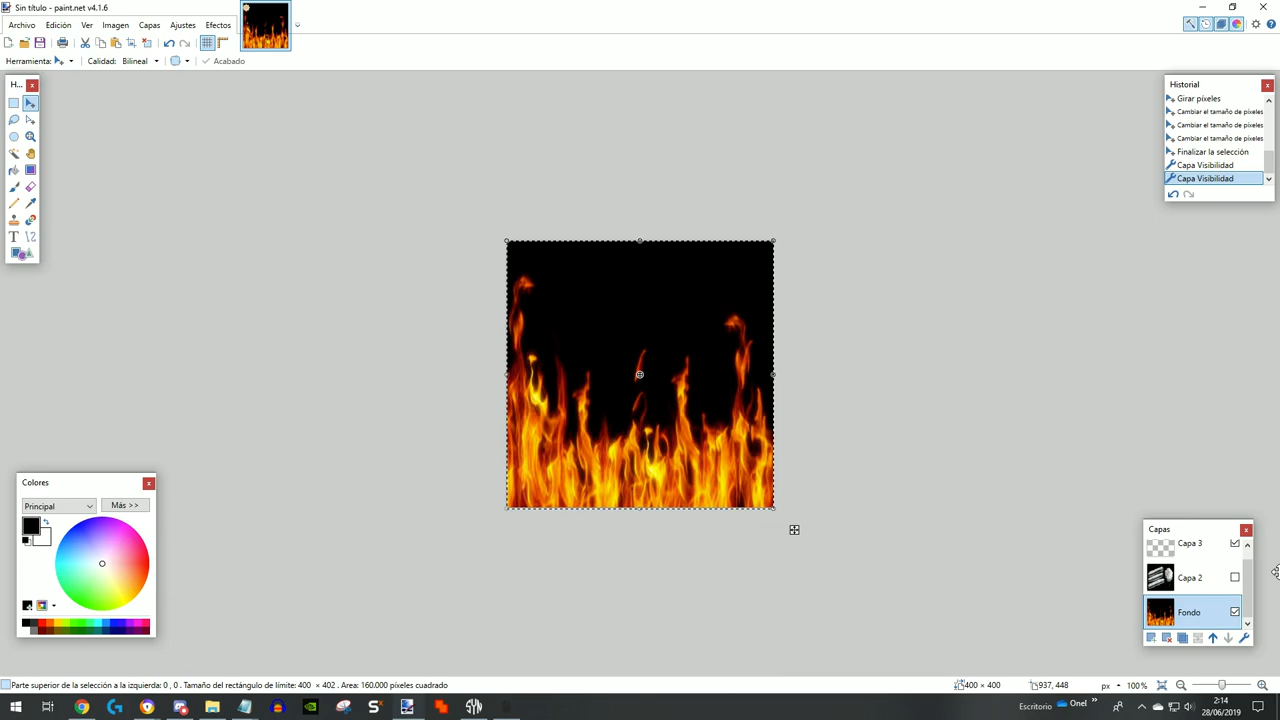 Sin título - paint.net v4.1.6
Archivo Edición Ver Imagen Capas Ajustes Efectos
Herramienta: Calidad: Bilineal Acabado
H...
Historial
Girar píxeles
Cambiar el tamaño de píxeles
Cambiar el tamaño de píxeles
Cambiar el tamaño de píxeles
Finalizar la selección
Capa Visibilidad
Capa Visibilidad
Colores
Principal Más >>
Capas
Capa 3
Capa 2
Fondo
Parte superior de la selección a la izquierda: 0 , 0 . Tamaño del rectángulo de límite: 400 × 402 . Area: 160.000 píxeles cuadrado
400 × 400 937, 448 px 100%
Escritorio OneI » 2:14
28/06/2019